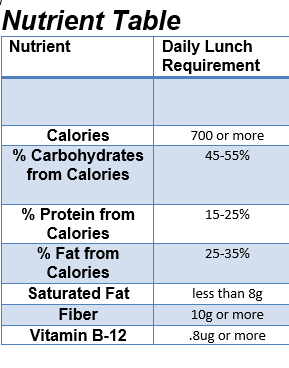 Nutrient Table
Nutrient Daily Lunch
Requirement
Calories 700 or more
% Carbohydrates 45-55%
from Calories
% Protein from 15-25%
Calories
% Fat from 25-35%
Calories
Saturated Fat less than 8g
Fiber 10g or more
Vitamin B-12 .8ug or more